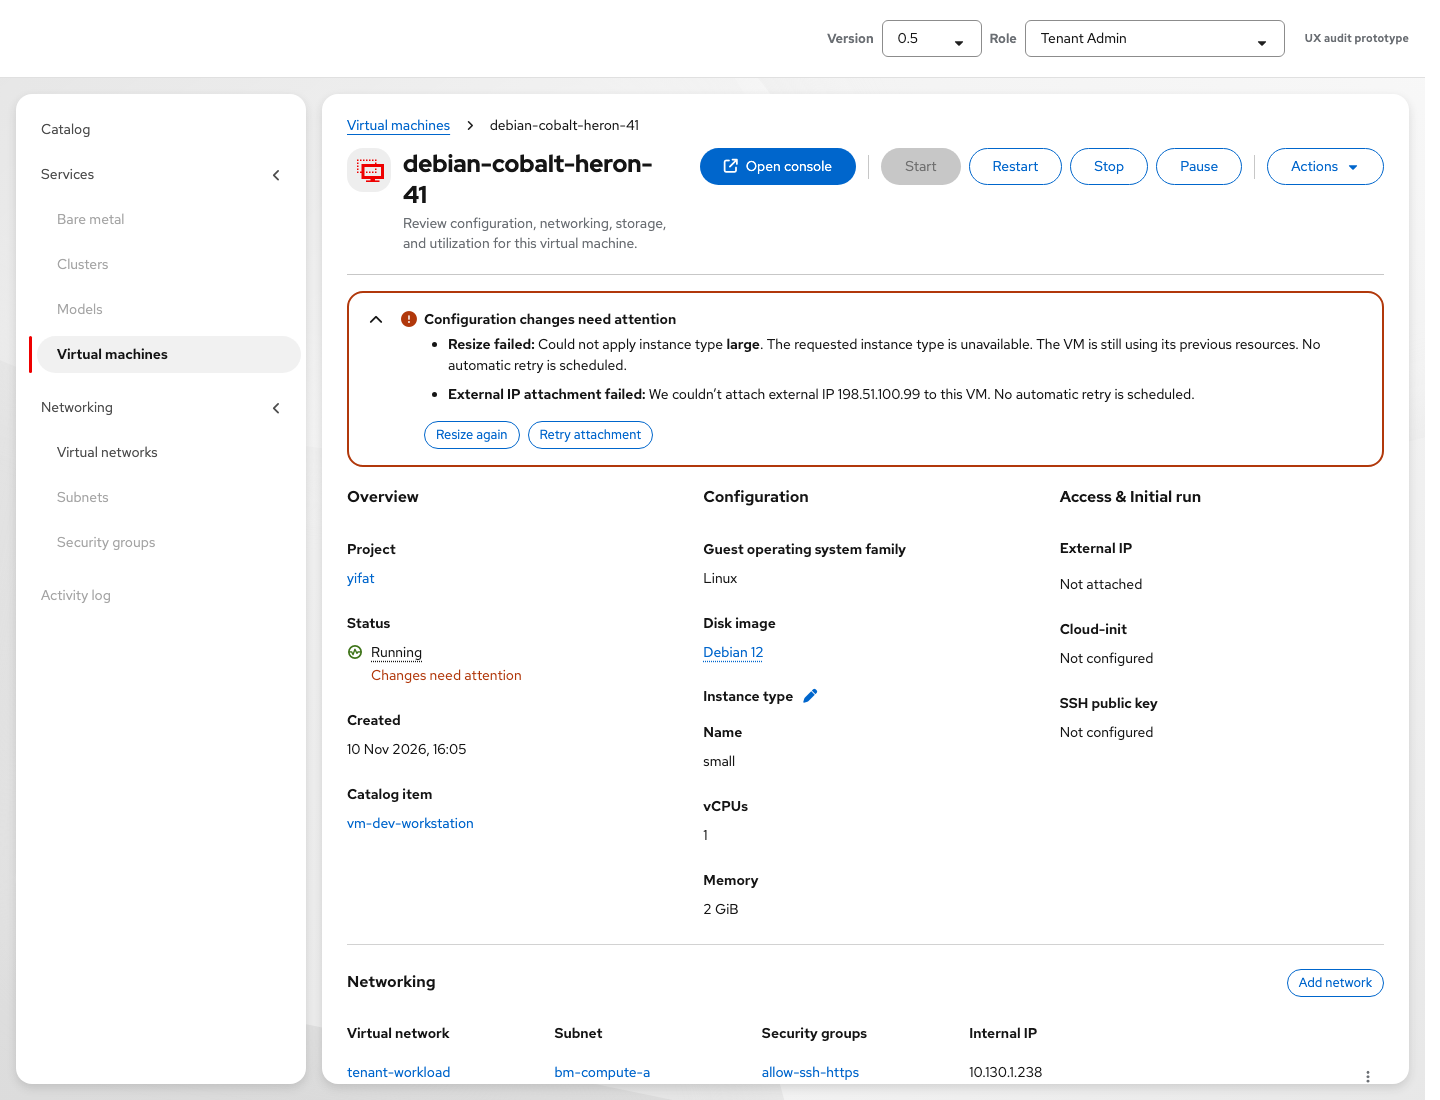 Version 0.5 Role Tenant Admin UX audit prototype
Catalog
Services
Bare metal
Clusters
Models
Virtual machines
Networking
Virtual networks
Subnets
Security groups
Activity log
Virtual machines debian-cobalt-heron-41
debian-cobalt-heron-
41
Review configuration, networking, storage,
and utilization for this virtual machine.
Open console Start Restart Stop Pause Actions
Configuration changes need attention
Resize failed: Could not apply instance type large. The requested instance type is unavailable. The VM is still using its previous resources. No
automatic retry is scheduled.
External IP attachment failed: We couldn’t attach external IP 198.51.100.99 to this VM. No automatic retry is scheduled.
Resize again Retry attachment
Overview
Project
yifat
Status
Running
Changes need attention
Created
10 Nov 2026, 16:05
Catalog item
vm-dev-workstation
Configuration
Guest operating system family
Linux
Disk image
Debian 12
Instance type
Name
small
vCPUs
1
Memory
2 GiB
Access & Initial run
External IP
Not attached
Cloud-init
Not configured
SSH public key
Not configured
Networking Add network
Virtual network Subnet Security groups Internal IP
tenant-workload bm-compute-a allow-ssh-https 10.130.1.238